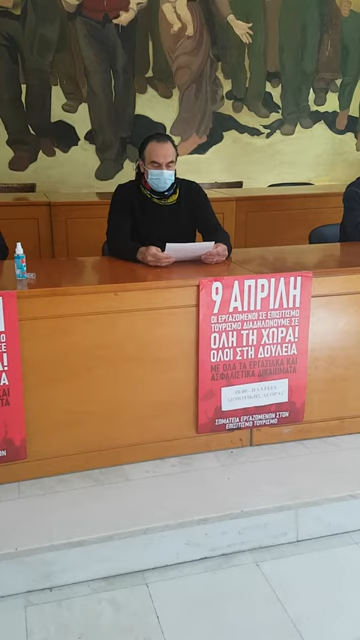 9 ΑΠΡΙΛΗ
ΟΙ ΕΡΓΑΖΟΜΕΝΟΙ ΣΕ ΕΠΙΣΙΤΙΣΜΟ
ΤΟΥΡΙΣΜΟ ΔΙΑΔΗΛΩΝΟΥΜΕ ΣΕ
ΟΛΗ ΤΗ ΧΩΡΑ!
ΟΛΟΙ ΣΤΗ ΔΟΥΛΕΙΑ
ΜΕ ΟΛΑ ΤΑ ΕΡΓΑΣΙΑΚΑ ΚΑΙ
ΑΣΦΑΛΙΣΤΙΚΑ ΔΙΚΑΙΩΜΑΤΑ
ΣΩΜΑΤΕΙΑ ΕΡΓΑΖΟΜΕΝΩΝ ΣΤΟΝ
ΕΠΙΣΙΤΙΣΜΟ ΤΟΥΡΙΣΜΟ